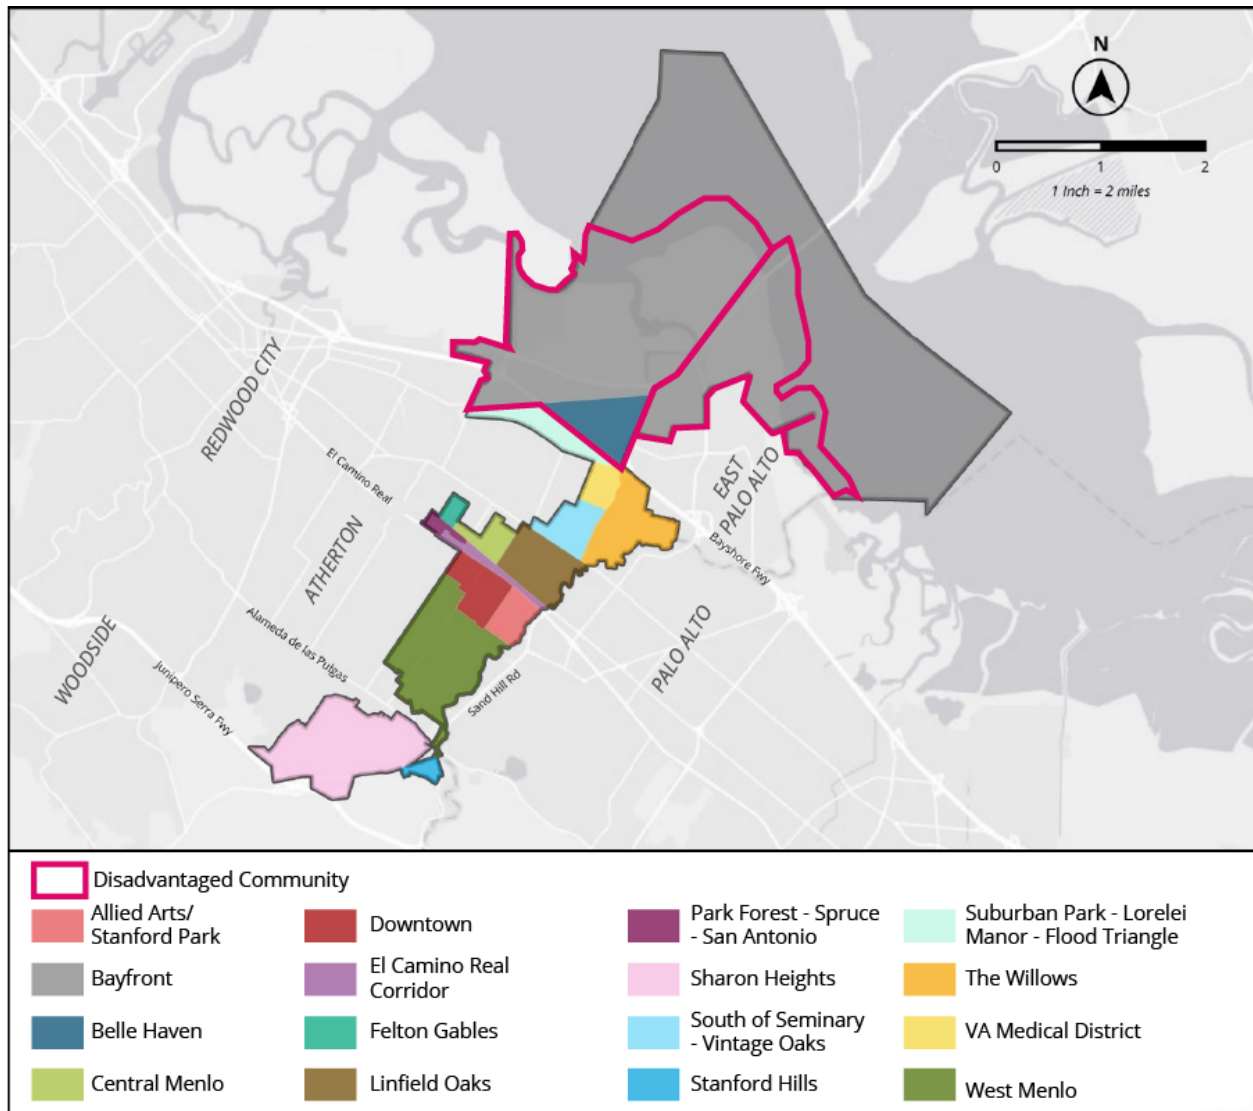 N
0 1 2
1 Inch = 2 miles
REDWOOD CITY
El Camino Real
EAST
PALO ALTO
Bayshore Fwy
ATHERTON
Alameda de las Pulgas
WOODSIDE
Junipero Serra Fwy
Sand Hill Rd
PALO ALTO
Disadvantaged Community
Allied Arts/
Stanford Park
Bayfront
Belle Haven
Central Menlo
Downtown
El Camino Real
Corridor
Felton Gables
Linfield Oaks
Park Forest - Spruce
- San Antonio
Sharon Heights
South of Seminary
- Vintage Oaks
Stanford Hills
Suburban Park - Lorelei
Manor - Flood Triangle
The Willows
VA Medical District
West Menlo